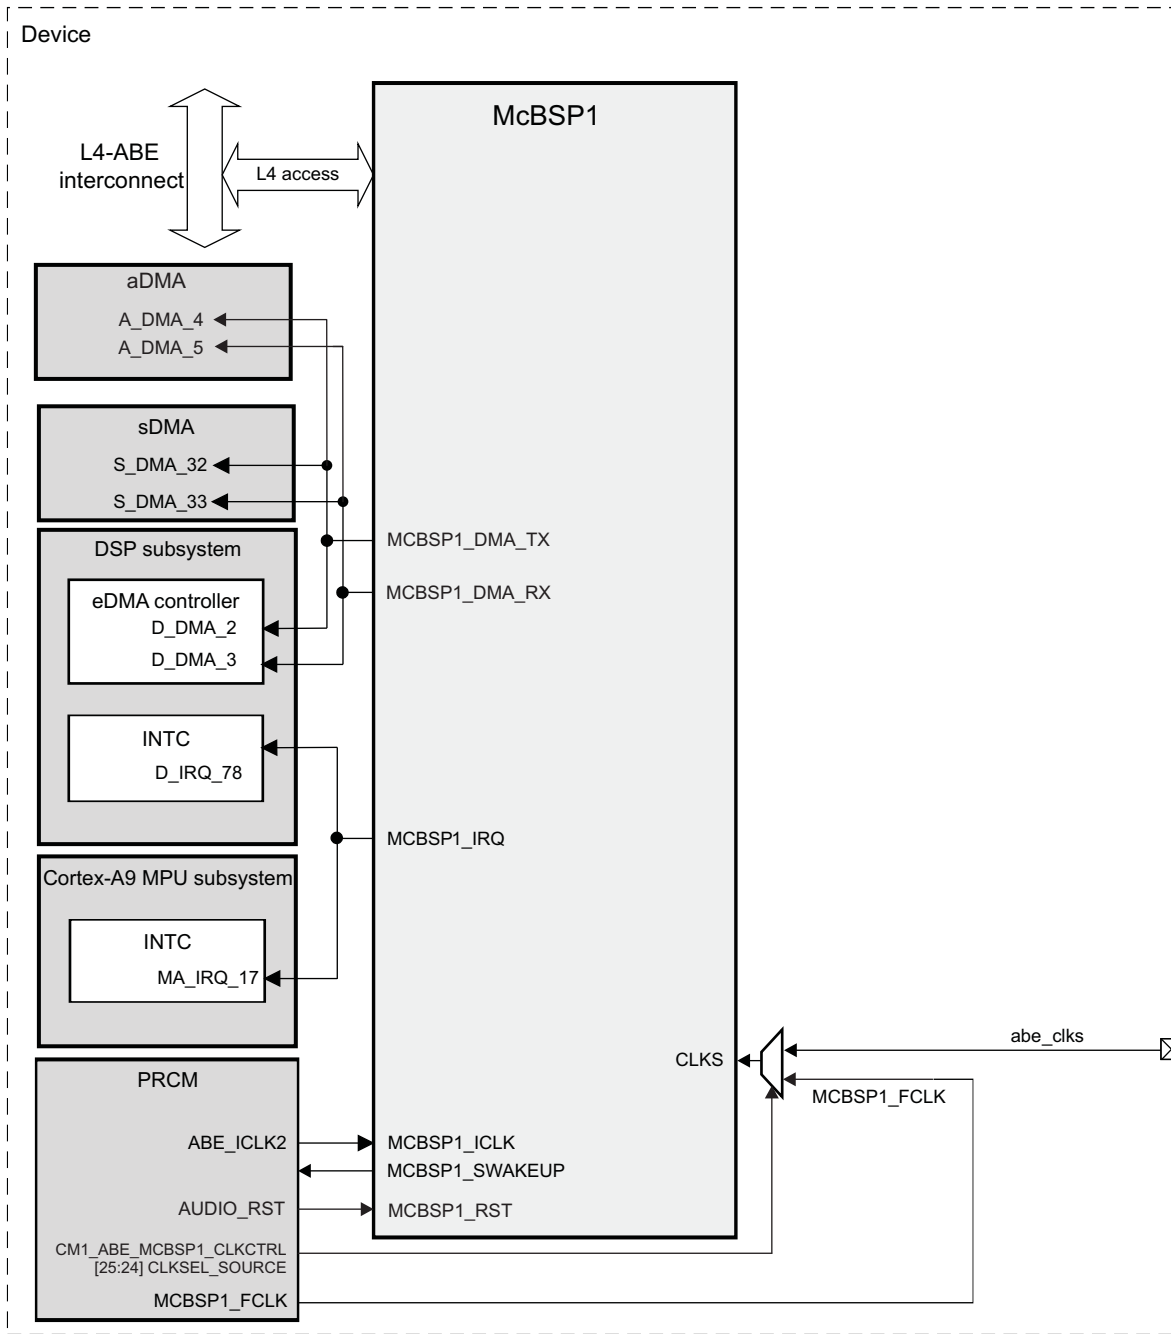 Device
McBSP1
L4-ABE
interconnect
L4 access
aDMA
A_DMA_4
A_DMA_5
sDMA
S_DMA_32
S_DMA_33
DSP subsystem
eDMA controller
D_DMA_2
D_DMA_3
INTC
D_IRQ_78
MCBSP1_DMA_TX
MCBSP1_DMA_RX
MCBSP1_IRQ
Cortex-A9 MPU subsystem
INTC
MA_IRQ_17
CLKS
abe_clks
MCBSP1_FCLK
PRCM
ABE_ICLK2
MCBSP1_ICLK
MCBSP1_SWAKEUP
AUDIO_RST
MCBSP1_RST
CM1_ABE_MCBSP1_CLKCTRL
[25:24] CLKSEL_SOURCE
MCBSP1_FCLK